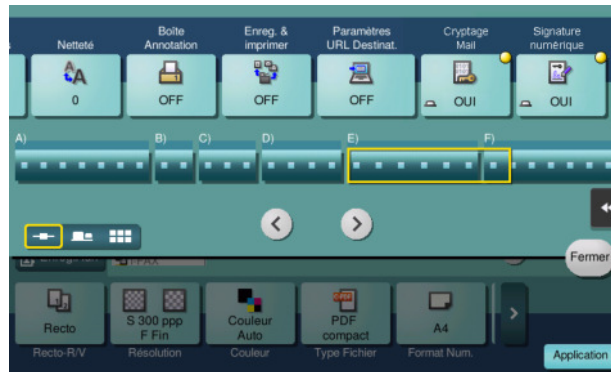 Netteté
Boîte
Annotation
Enreg. &
imprimer
Paramètres
URL Destinat.
Cryptage
Mail
Signature
numérique
0
OFF
OFF
OFF
OUI
OUI
A)
B)
C)
D)
E)
F)
Fermer
Recto
S 300 ppp
F Fin
Couleur
Auto
PDF
compact
A4
Recto-R/V
Résolution
Couleur
Type Fichier
Format Num.
Application